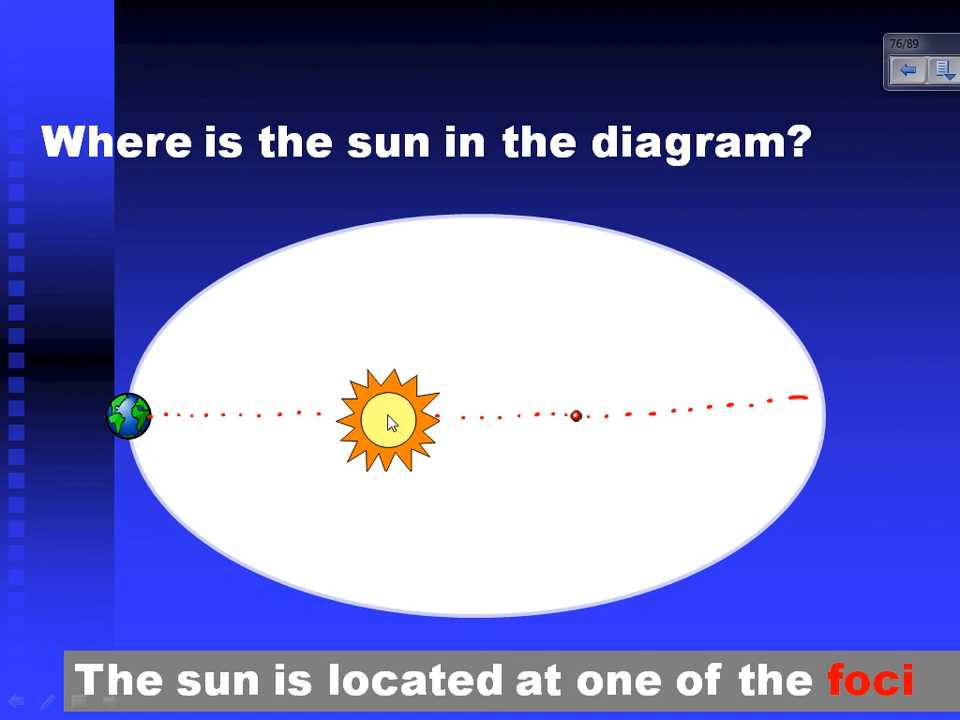 76/89
Where is the sun in the diagram?
The sun is located at one of the foci